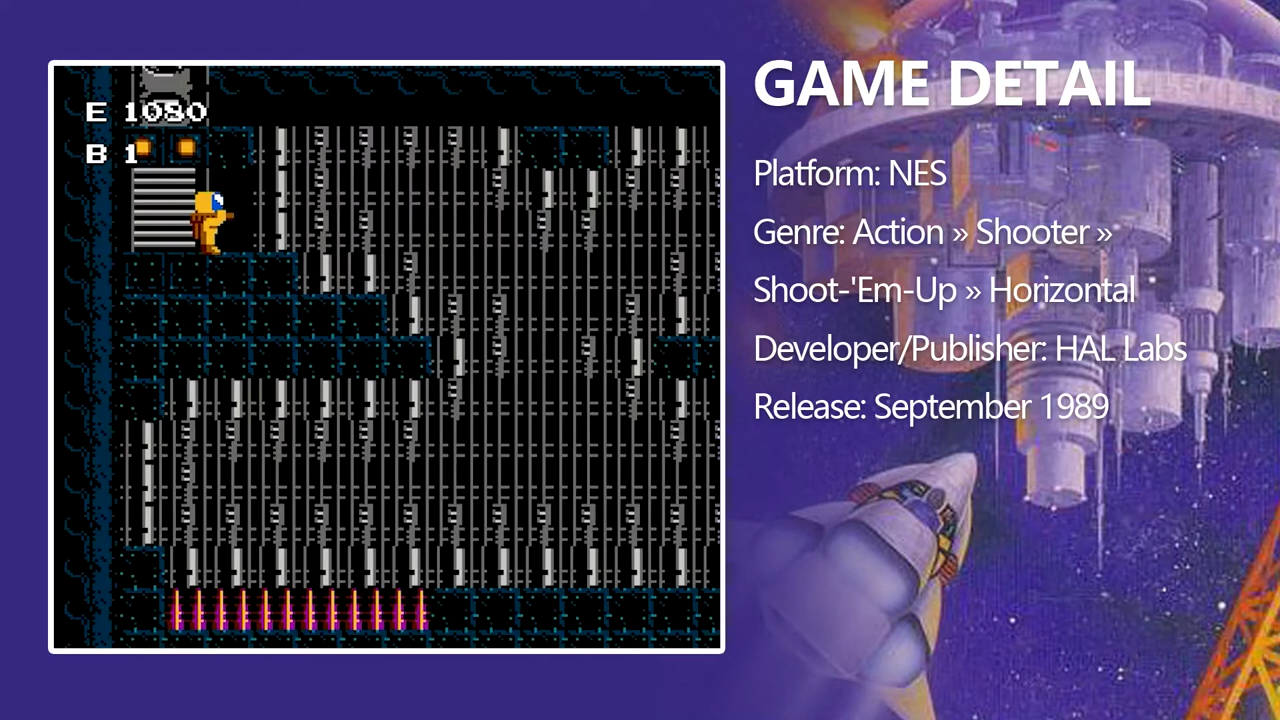 E 1080
B 1
GAME DETAIL
Platform: NES
Genre: Action » Shooter »
Shoot-'Em-Up » Horizontal
Developer/Publisher: HAL Labs
Release: September 1989